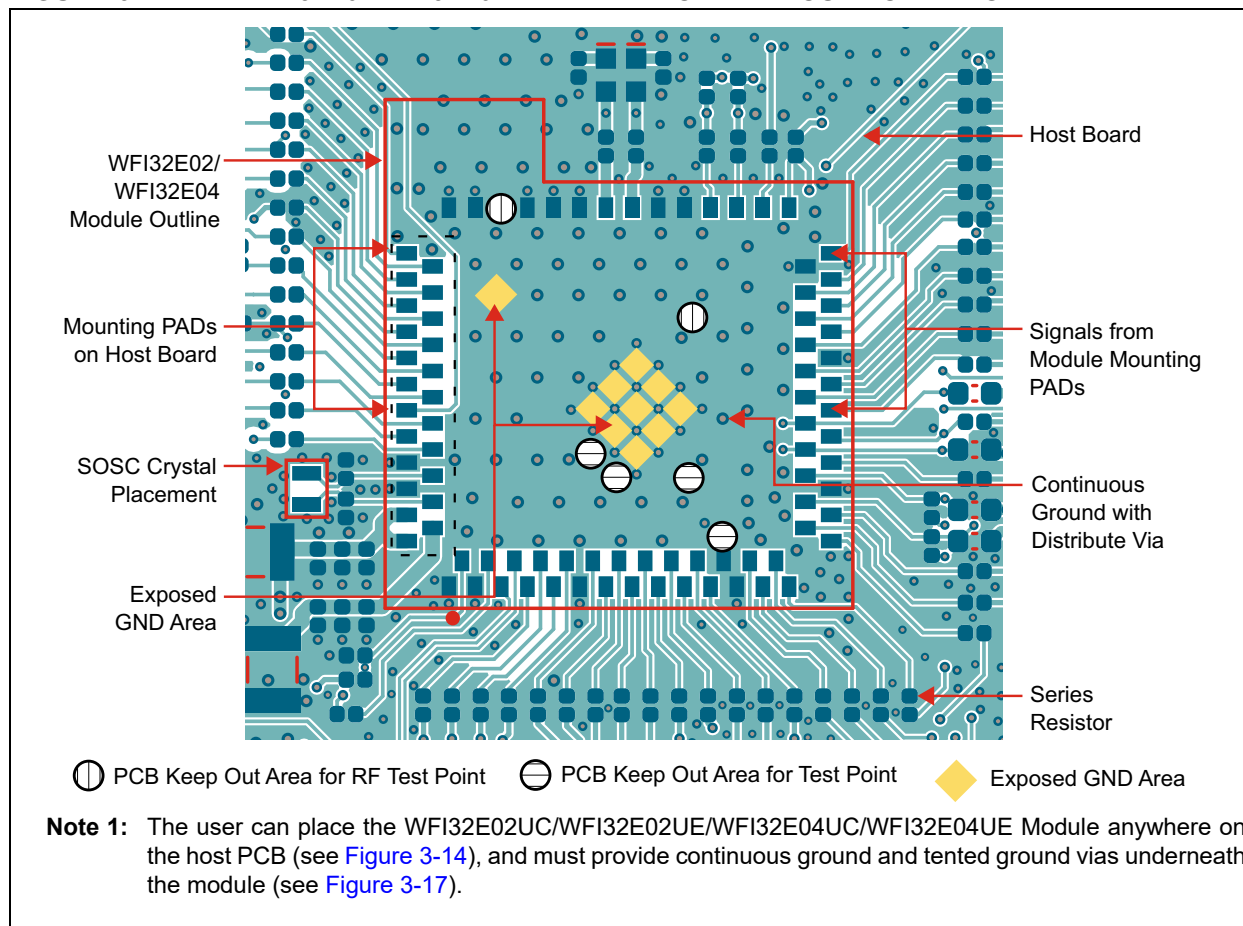 WFI32E02/
WFI32E04
Module Outline
Mounting PADs
on Host Board
SOSC Crystal
Placement
Exposed
GND Area
Host Board
Signals from
Module Mounting
PADs
Continuous
Ground with
Distribute Via
Series
Resistor
PCB Keep Out Area for RF Test Point
PCB Keep Out Area for Test Point
Exposed GND Area
Note 1: The user can place the WFI32E02UC/WFI32E02UE/WFI32E04UC/WFI32E04UE Module anywhere on
the host PCB (see Figure 3-14), and must provide continuous ground and tented ground vias underneath
the module (see Figure 3-17).